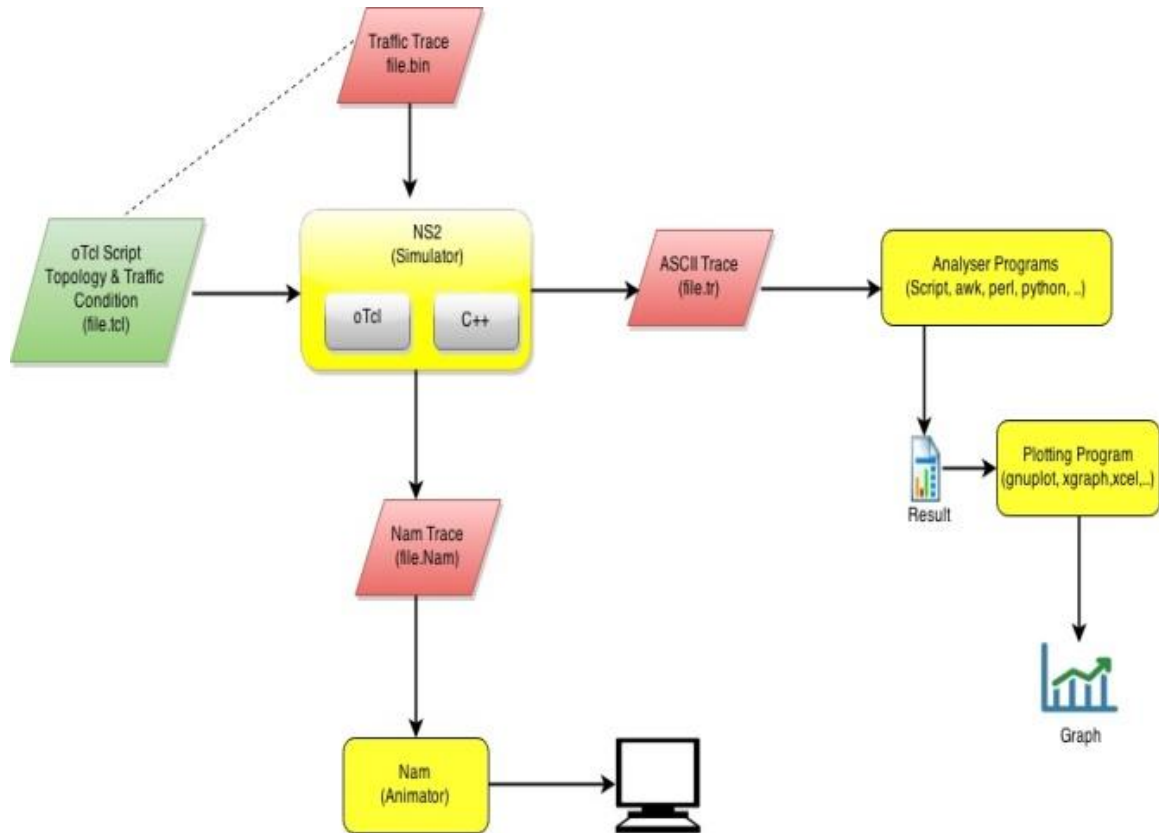 Traffic Trace
file.bin
oTcl Script
Topology & Traffic
Condition
(file.tcl)
NS2
(Simulator)
oTcl
C++
ASCII Trace
(file.tr)
Analyser Programs
(Script, awk, perl, python, ..)
Result
Plotting Program
(gnuplot, xgraph,xcel,..)
Nam Trace
(file.Nam)
Graph
Nam
(Animator)